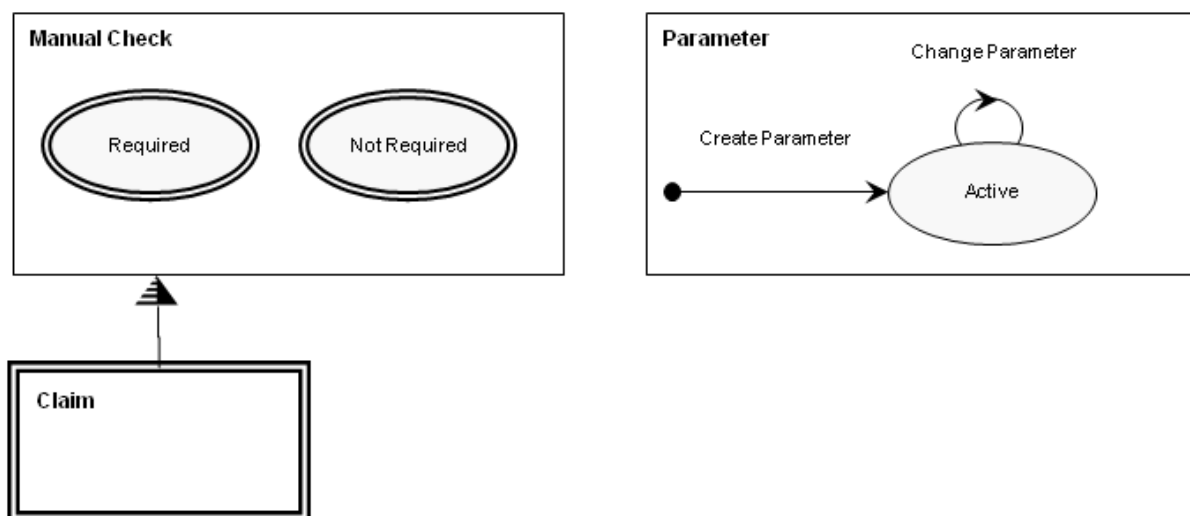 Manual Check
Required
Not Required
Claim
Parameter
Change Parameter
Create Parameter
Active